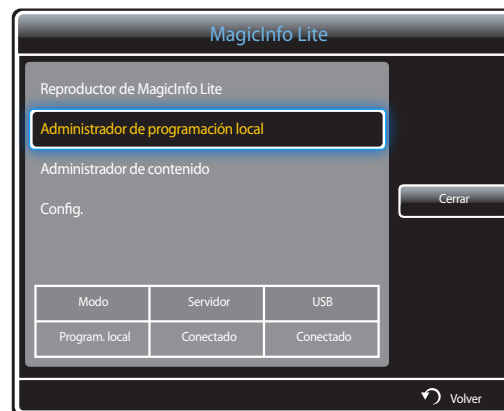 MagicInfo Lite
Reproductor de MagicInfo Lite
Administrador de programación local
Administrador de contenido
Config.
Cerrar
Modo Servidor USB
Program. local Conectado Conectado
Volver